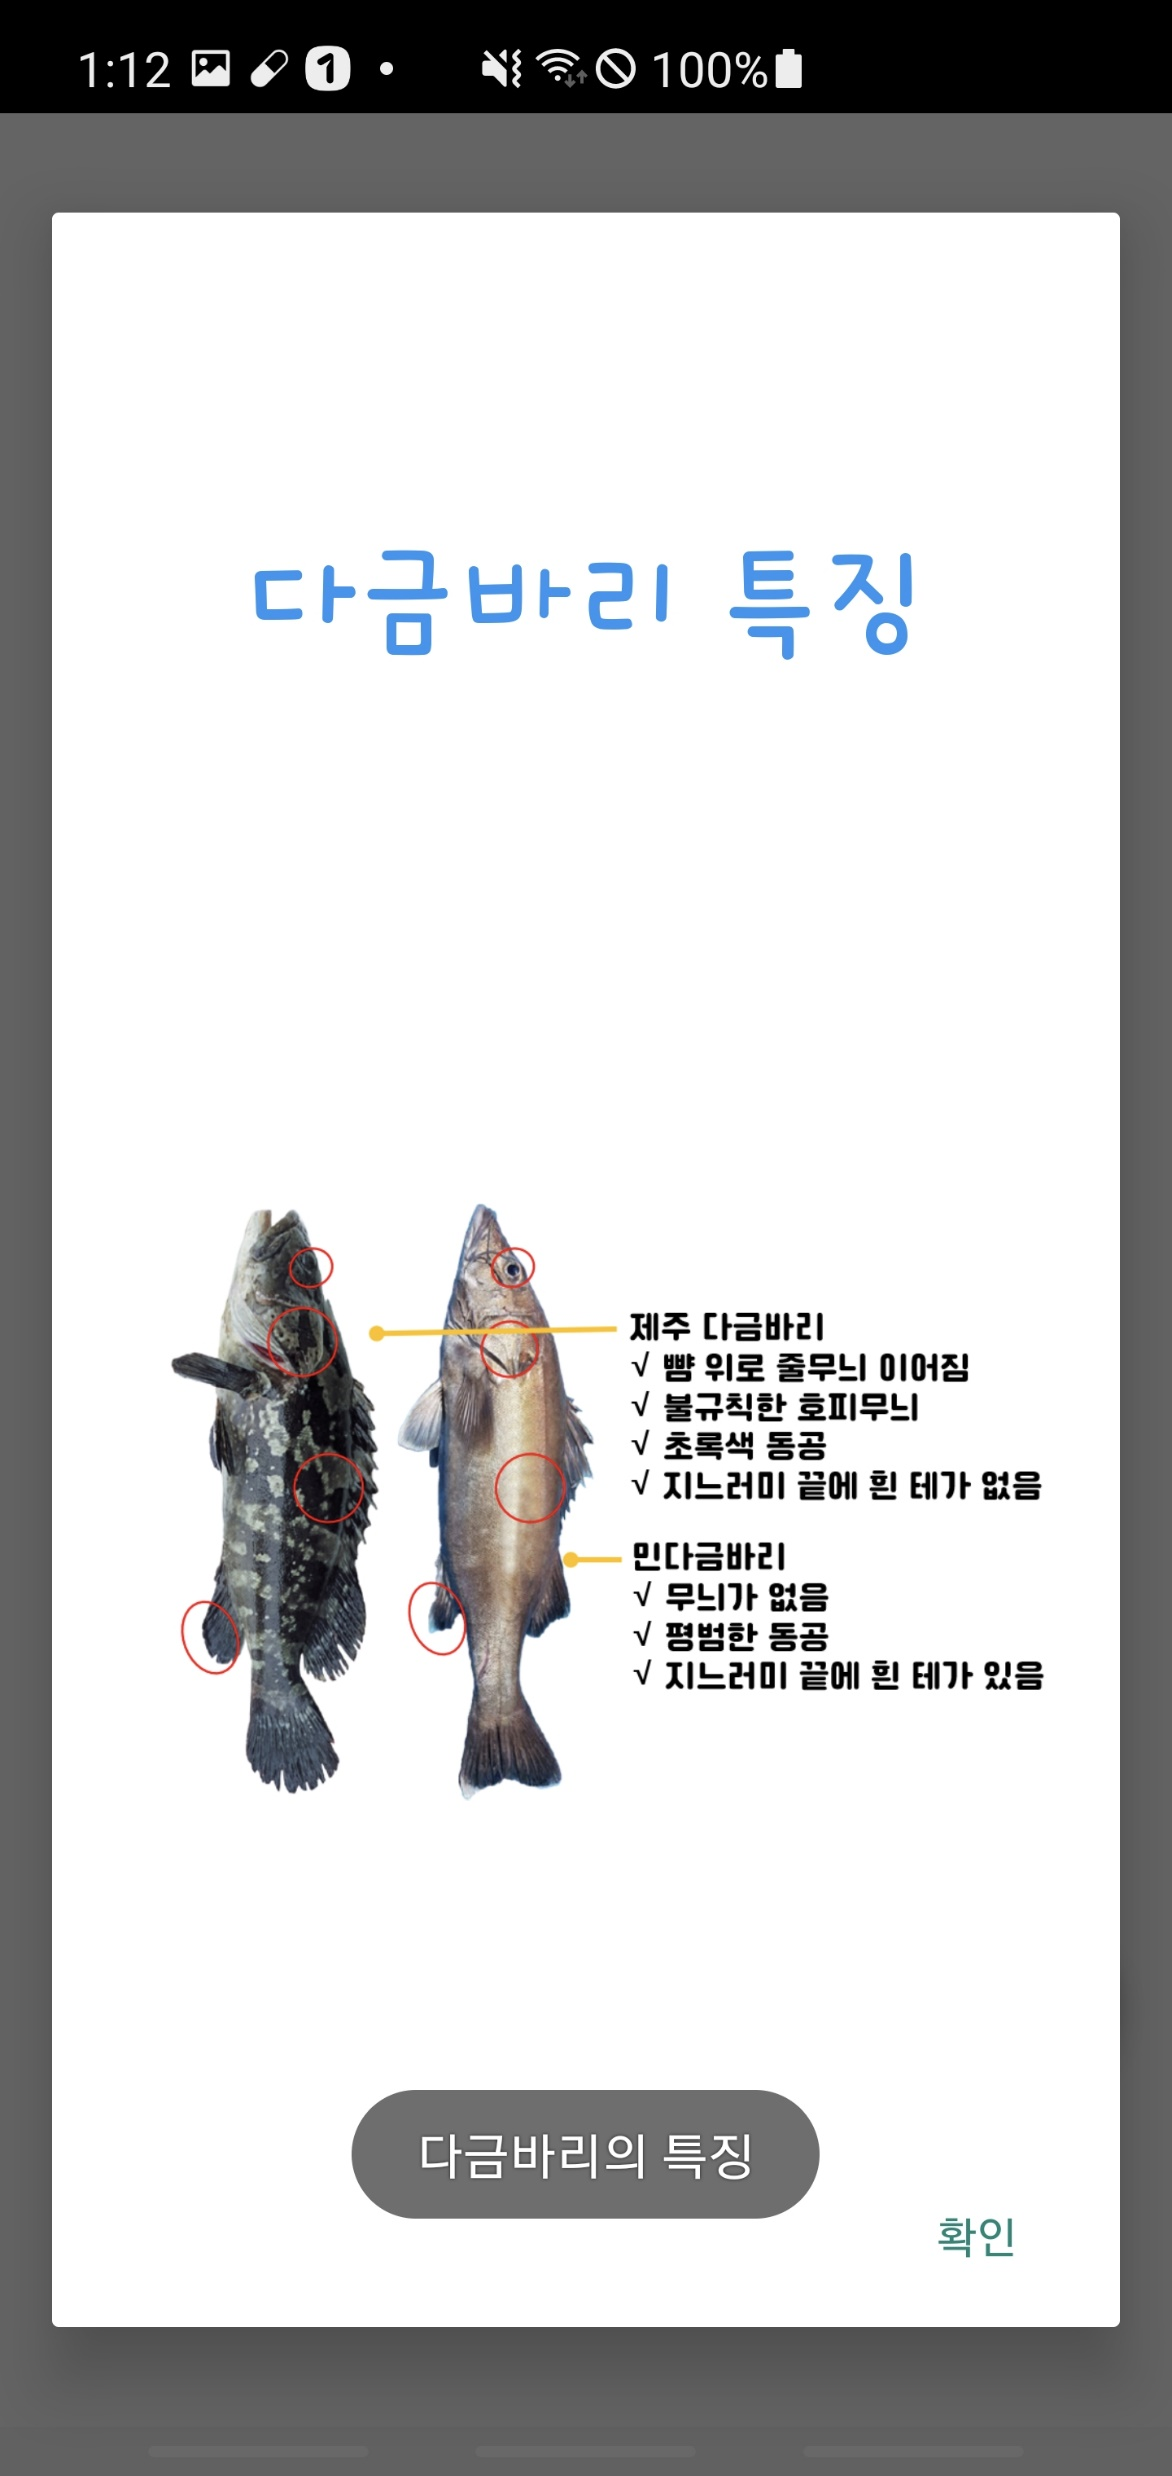 1:12 1 100%
다금바리 특징
제주 다금바리
√ 뺨 위로 줄무늬 이어짐
√ 불규칙한 호피무늬
√ 초록색 동공
√ 지느러미 끝에 흰 테가 없음
민다금바리
√ 무늬가 없음
√ 평범한 동공
√ 지느러미 끝에 흰 테가 있음
다금바리의 특징
확인